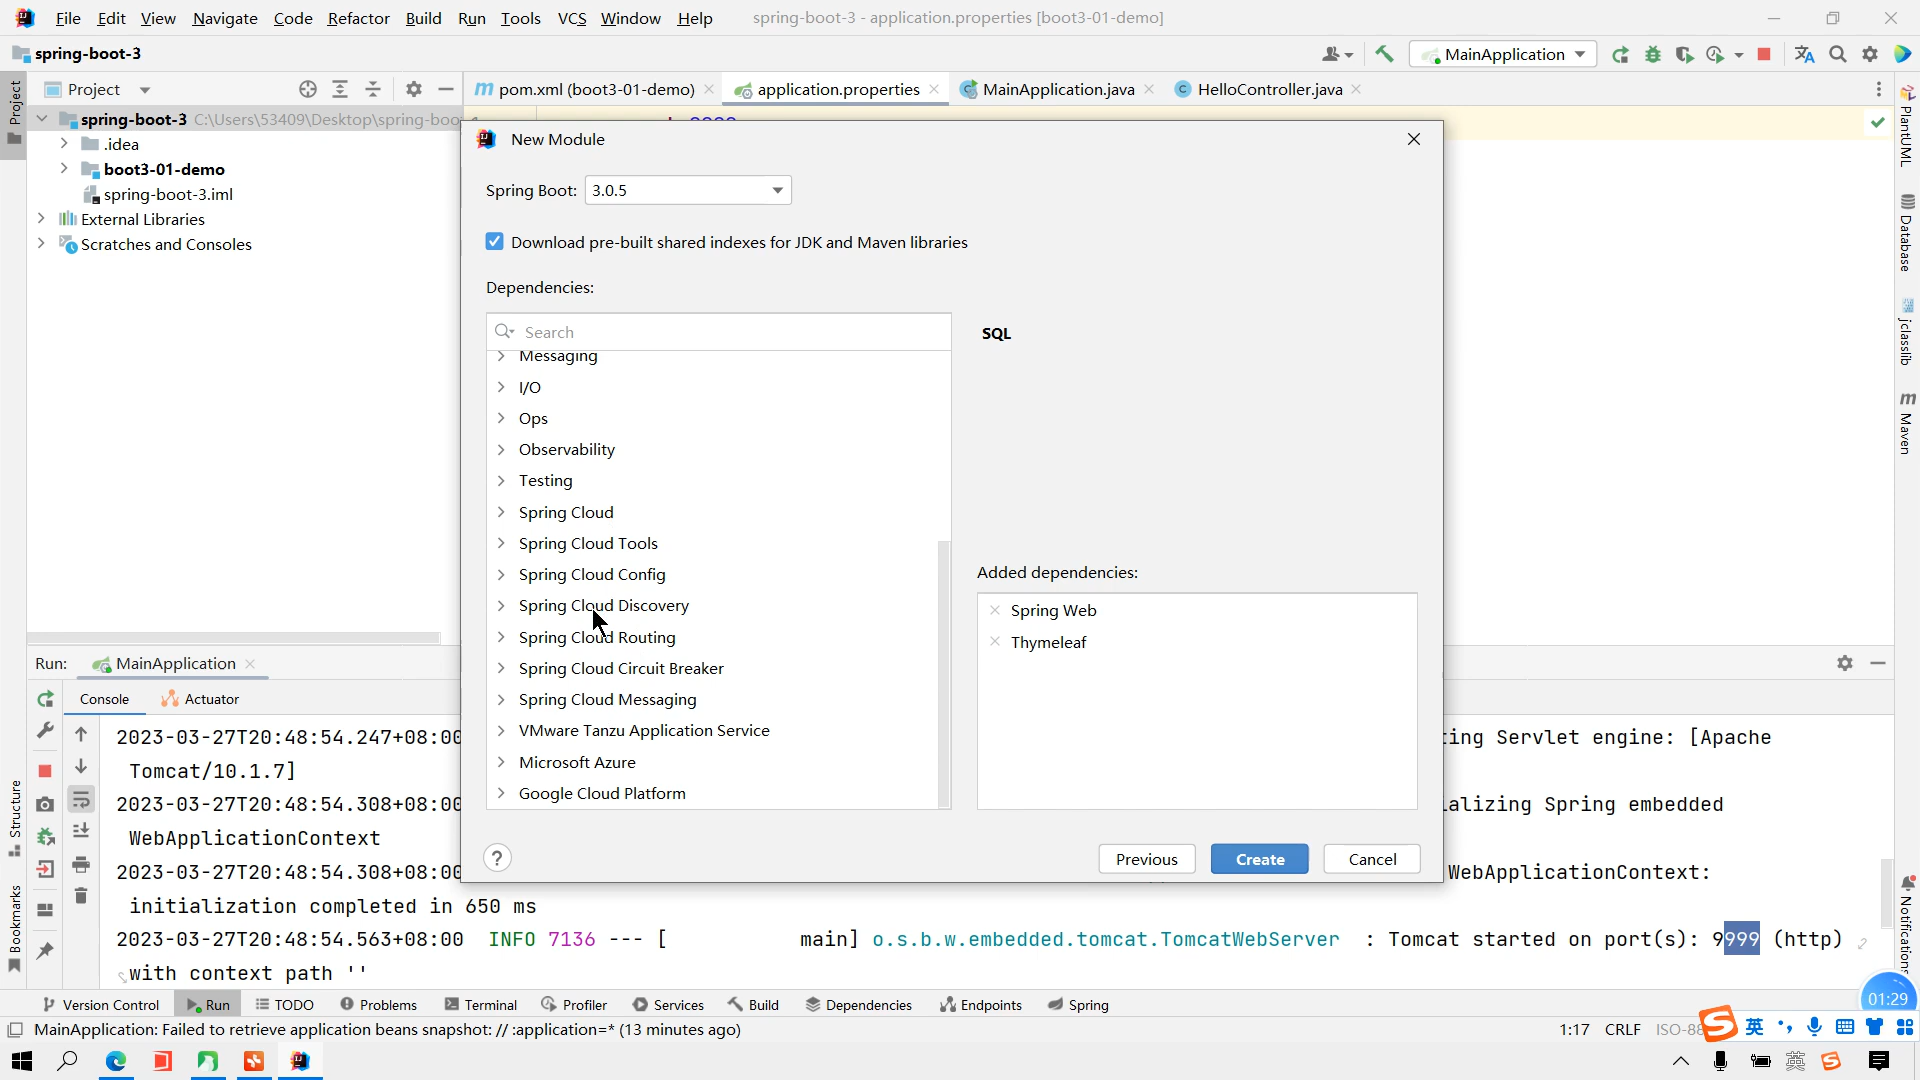 File Edit View Navigate Code Refactor Build Run Tools VCS Window Help spring-boot-3 - application.properties [boot3-01-demo]
spring-boot-3
MainApplication
Project
pom.xml (boot3-01-demo)
application.properties
MainApplication.java
HelloController.java
spring-boot-3 C:\Users\53409\Desktop\spring-boo
.idea
boot3-01-demo
spring-boot-3.iml
External Libraries
Scratches and Consoles
New Module
Spring Boot: 3.0.5
Download pre-built shared indexes for JDK and Maven libraries
Dependencies:
Search
Messaging
I/O
Ops
Observability
Testing
Spring Cloud
Spring Cloud Tools
Spring Cloud Config
Spring Cloud Discovery
Spring Cloud Routing
Spring Cloud Circuit Breaker
Spring Cloud Messaging
VMware Tanzu Application Service
Microsoft Azure
Google Cloud Platform
SQL
Added dependencies:
Spring Web
Thymeleaf
?
Previous
Create
Cancel
Project
Structure
Bookmarks
PlantUML
Database
jclasslib
Maven
Notifications
Run: MainApplication
Console
Actuator
2023-03-27T20:48:54.247+08:00 ting Servlet engine: [Apache
Tomcat/10.1.7]
2023-03-27T20:48:54.308+08:00 alizing Spring embedded
WebApplicationContext
2023-03-27T20:48:54.308+08:00 WebApplicationContext:
initialization completed in 650 ms
2023-03-27T20:48:54.563+08:00 INFO 7136 --- [ main] o.s.b.w.embedded.tomcat.TomcatWebServer : Tomcat started on port(s): 9999 (http)
with context path ''
Version Control Run TODO Problems Terminal Profiler Services Build Dependencies Endpoints Spring
01:29
MainApplication: Failed to retrieve application beans snapshot: // :application=* (13 minutes ago)
1:17 CRLF ISO-88
英
英